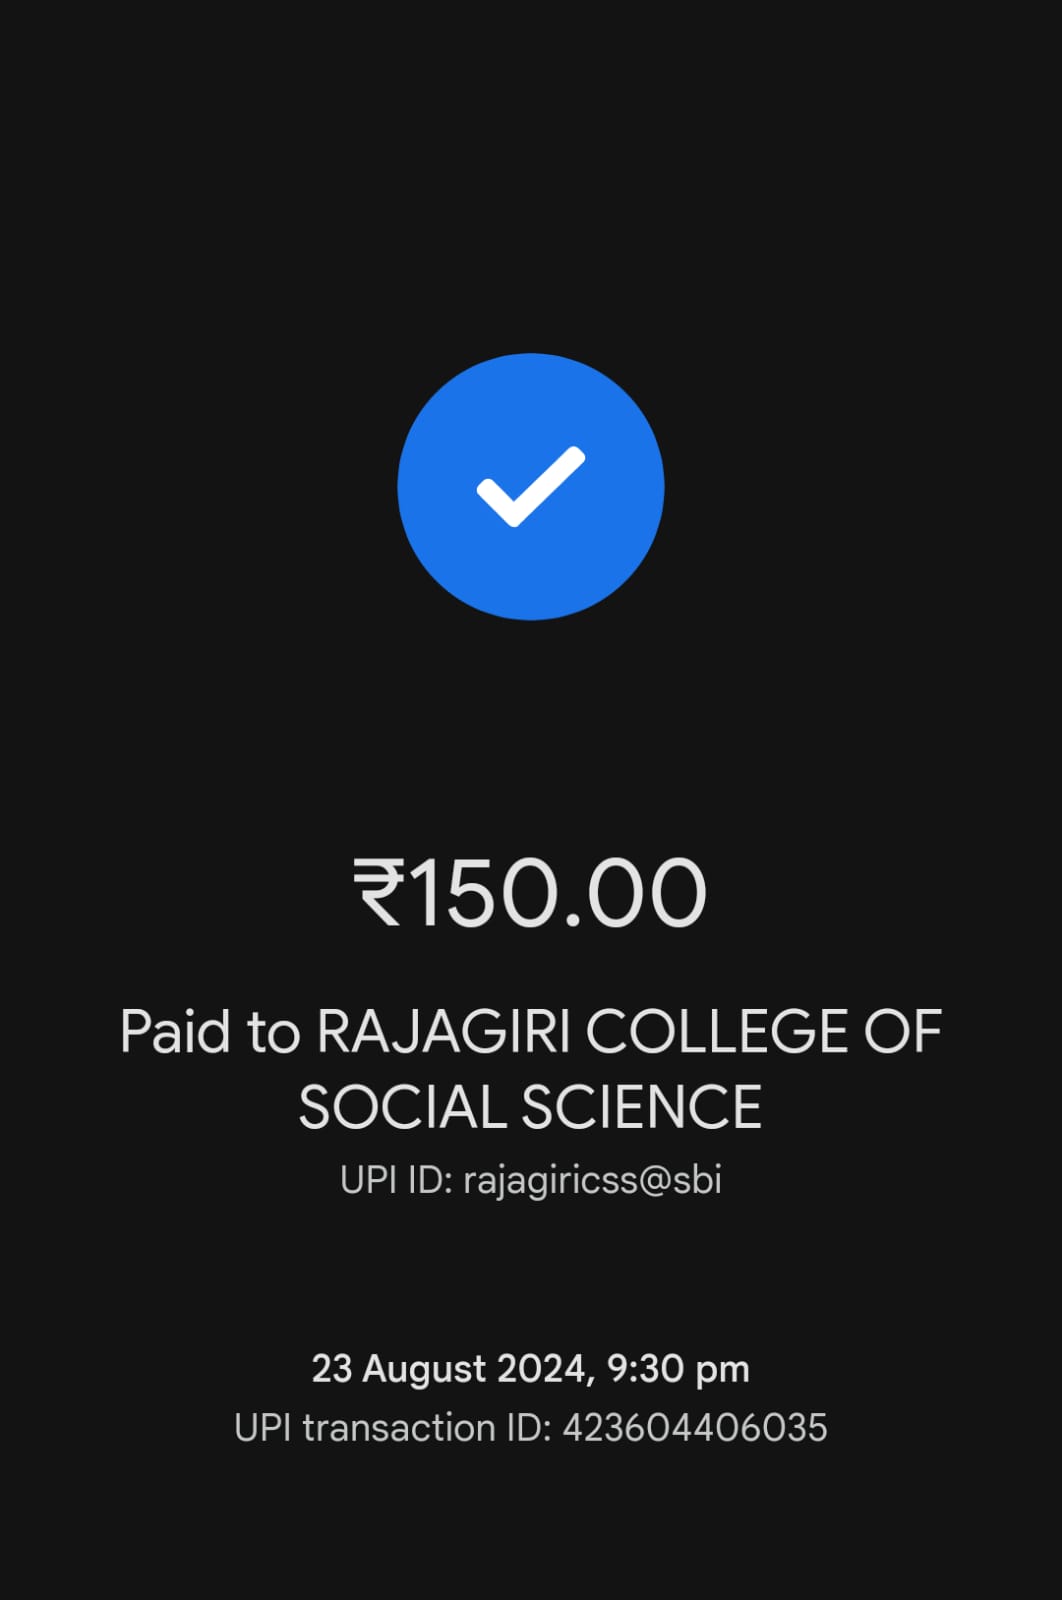 ₹150.00
Paid to RAJAGIRI COLLEGE OF
SOCIAL SCIENCE
UPI ID: rajagiricss@sbi
23 August 2024, 9:30 pm
UPI transaction ID: 423604406035